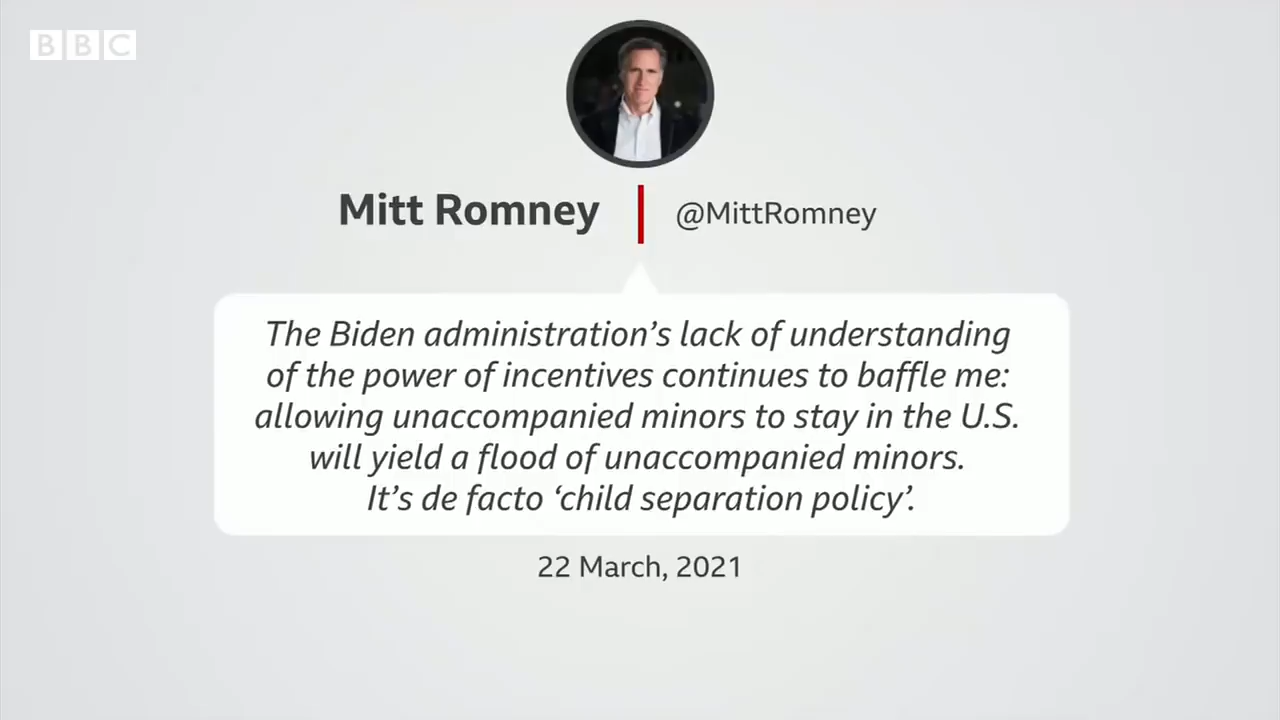 BBC
Mitt Romney
@MittRomney
The Biden administration’s lack of understanding
of the power of incentives continues to baffle me:
allowing unaccompanied minors to stay in the U.S.
will yield a flood of unaccompanied minors.
It’s de facto ‘child separation policy’.
22 March, 2021